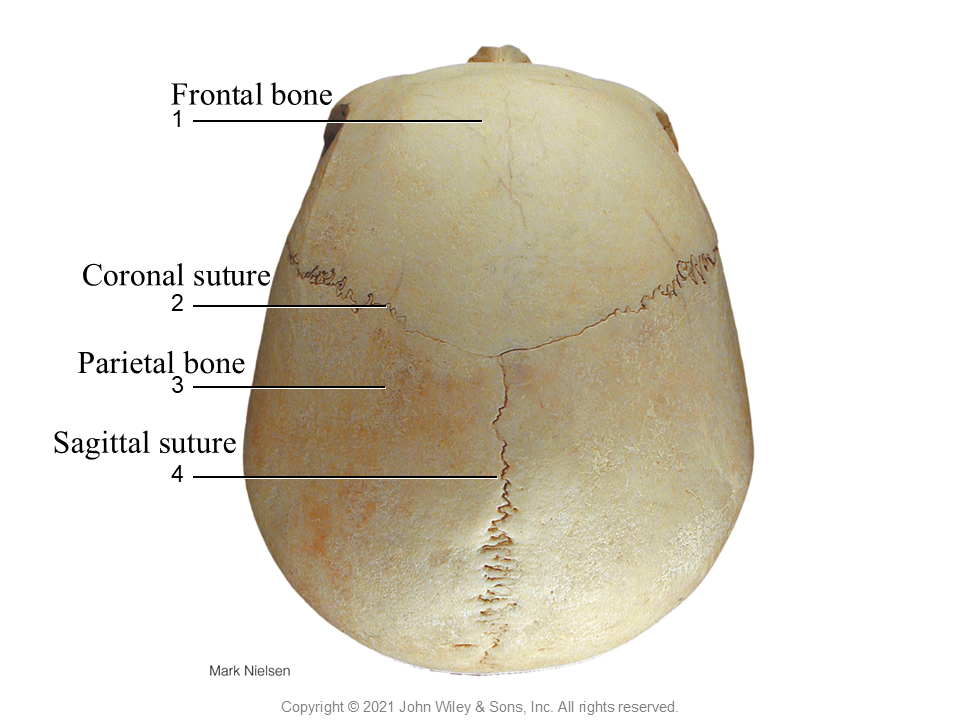 Frontal bone
1
Coronal suture
2
Parietal bone
3
Sagittal suture
4
Mark Nielsen
Copyright © 2021 John Wiley & Sons, Inc. All rights reserved.